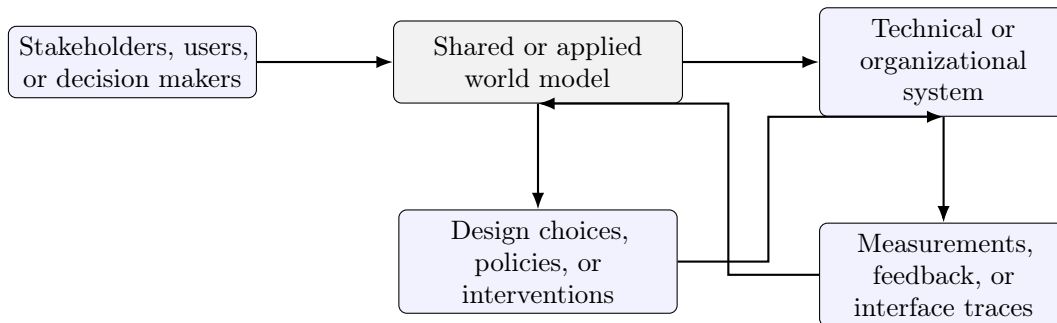 Stakeholders, users,
or decision makers
Shared or applied
world model
Technical or
organizational
system
Design choices,
policies, or
interventions
Measurements,
feedback, or
interface traces